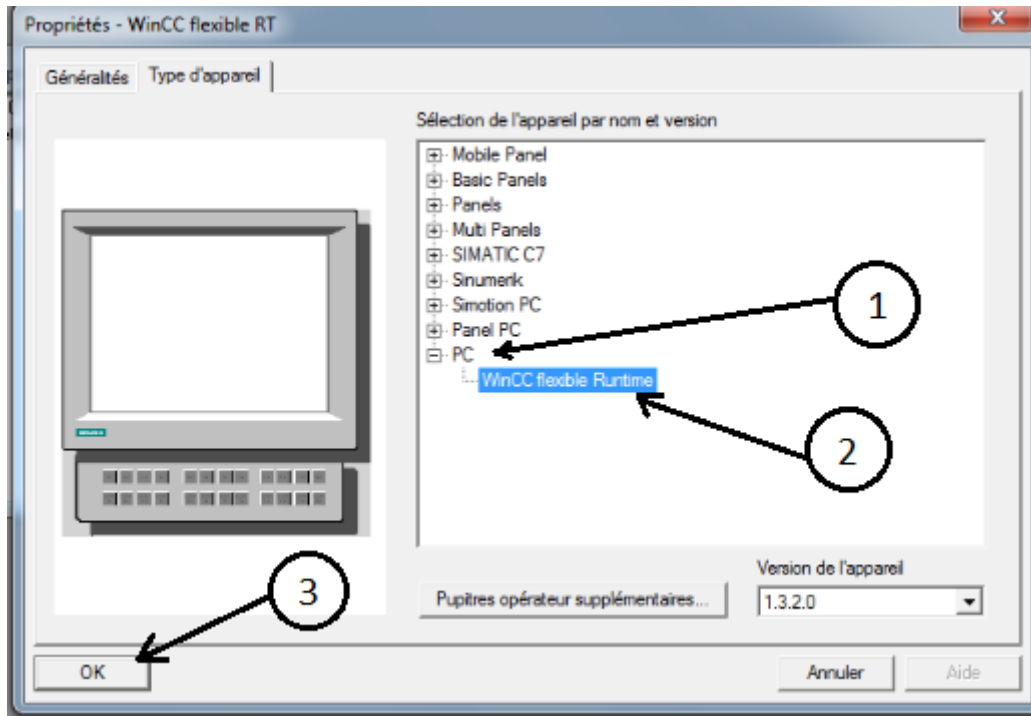 Propriétés - WinCC flexible RT
Généraltés Type d'appareil
Sélection de l'appareil par nom et version
Mobile Panel
Basic Panels
Panels
Multi Panels
SIMATIC C7
Sinumerik
Simotion PC
1
Panel PC
PC
WinCC flexible Runtime
2
Version de l'appareil
3
Pupitres opérateur supplémentaires... 1.3.2.0
OK Annuler Aide